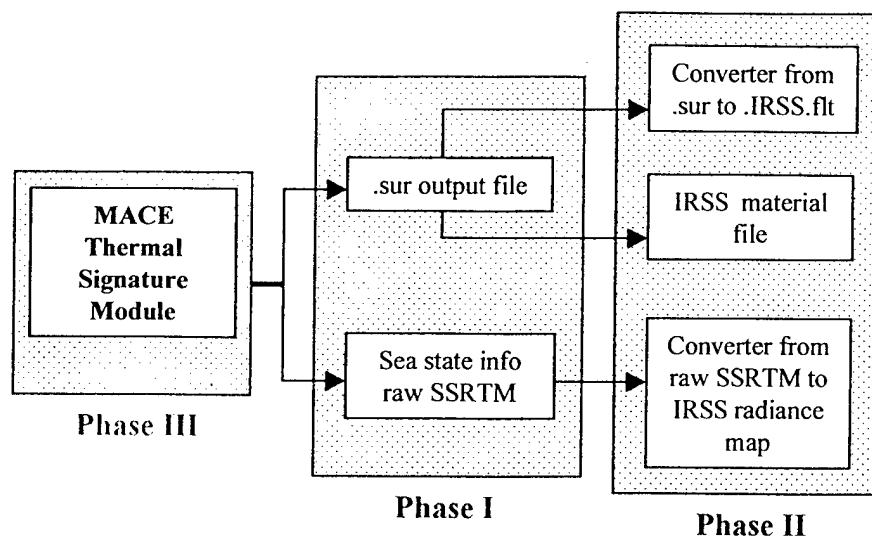 MACE
Thermal
Signature
Module
Phase III
.sur output file
Sea state info
raw SSRTM
Phase I
Converter from
.sur to .IRSS.flt
IRSS material
file
Converter from
raw SSRTM to
IRSS radiance
map
Phase II